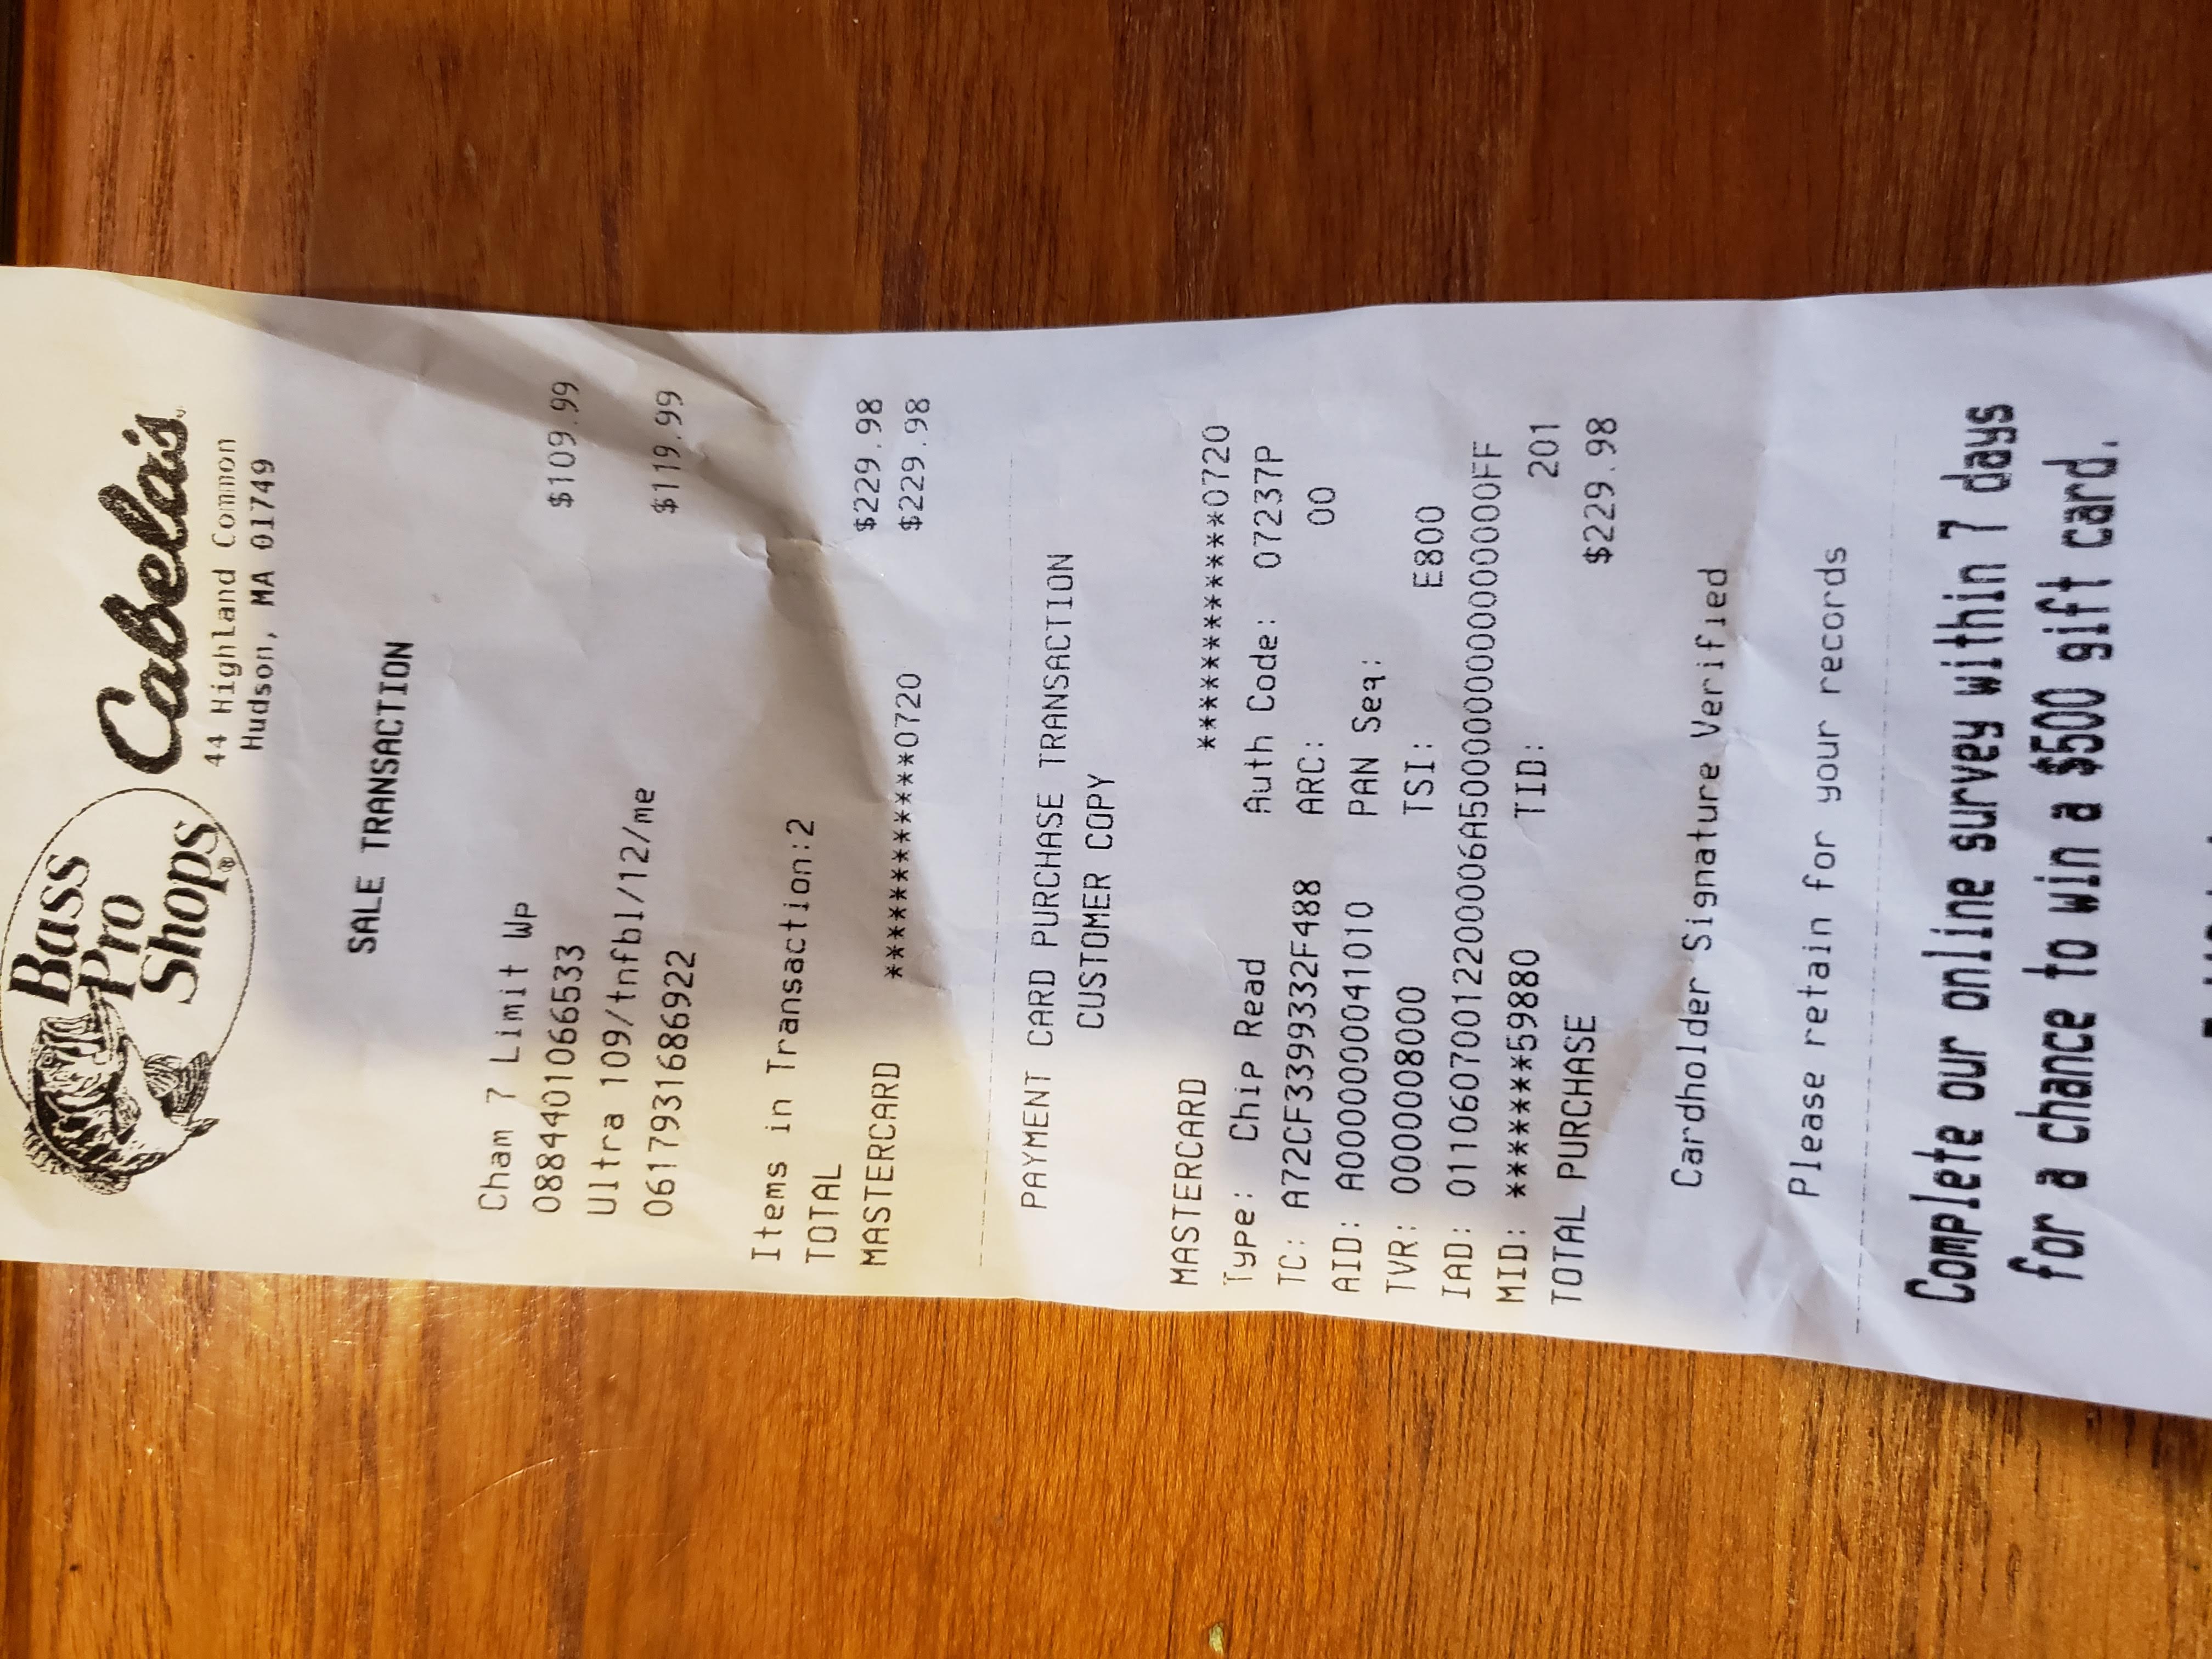 Bass
Pro
Shops®
Cabela's
44 Highland Common
Hudson, MA 01749
SALE TRANSACTION
Cham 7 Limit Wp
0884401066533 $109.99
Ultra 109/tnfbl/12/me
0617931686922 $119.99
Items in Transaction:2
TOTAL $229.98
MASTERCARD ************0720 $229.98
PAYMENT CARD PURCHASE TRANSACTION
CUSTOMER COPY
MASTERCARD ************0720
Type: Chip Read Auth Code: 07237P
TC: A72CF3399332F488 ARC: 00
AID: A0000000041010 PAN Seq:
TVR: 0000008000 TSI: E800
IAD: 0110607001220006A500000000000000FF
MID: *******59880 TID: 201
TOTAL PURCHASE $229.98
Cardholder Signature Verified
Please retain for your records
Complete our online survey within 7 days
for a chance to win a $500 gift card.